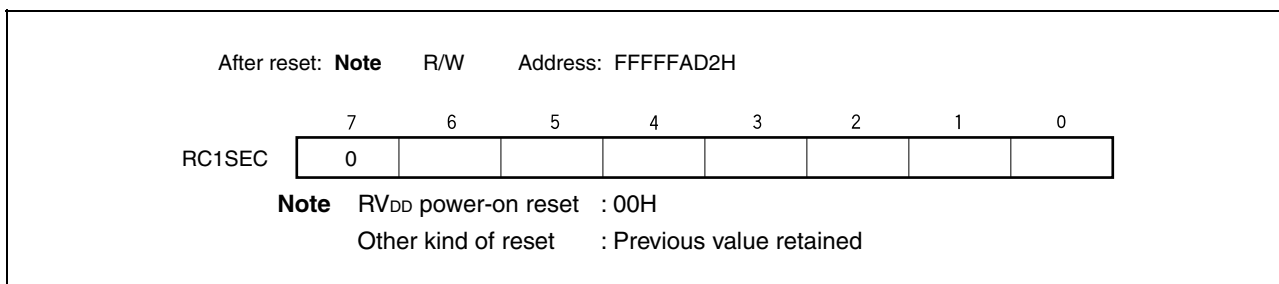 After reset: Note R/W Address: FFFFFAD2H
7 6 5 4 3 2 1 0
RC1SEC 0
Note RVDD power-on reset : 00H
Other kind of reset : Previous value retained